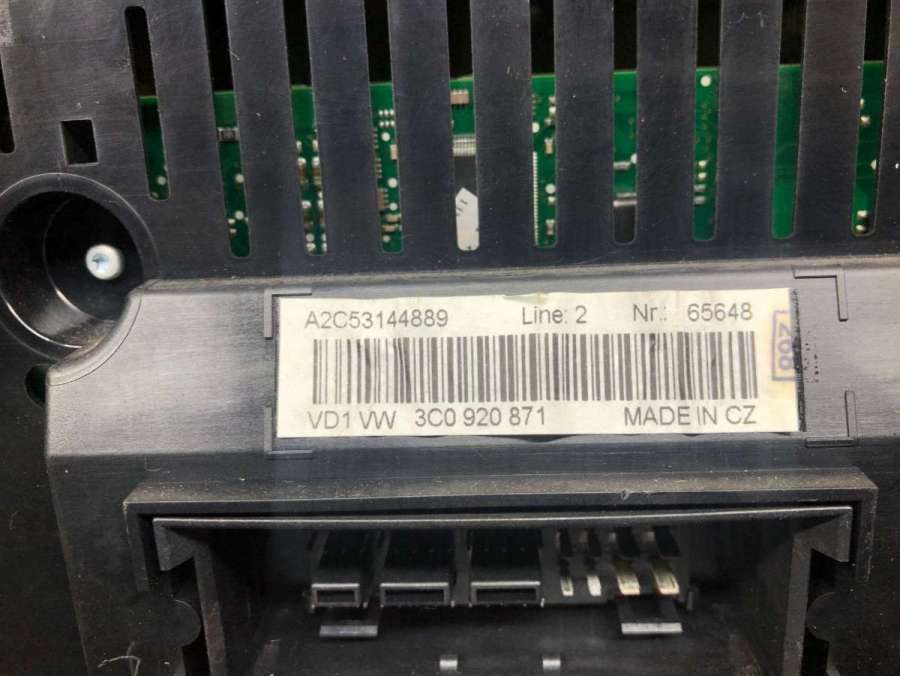 A2C53144889 Line: 2 Nr.: 65648
VD1 VW 3C0 920 871 MADE IN CZ